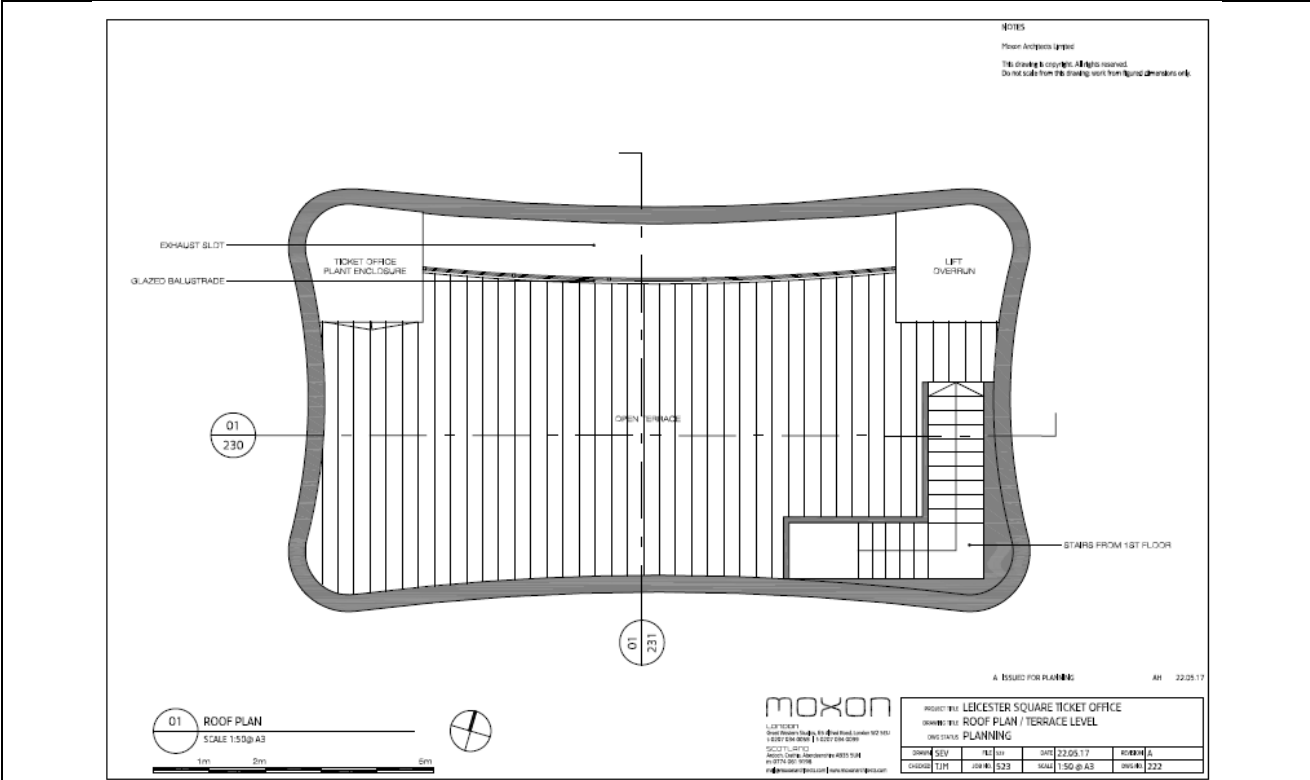 NOTES
Moxon Architects Limited
This drawing is copyright. All rights reserved.
Do not scale from this drawing; work from figured dimensions only.
EXHAUST SLOT
TICKET OFFICE
PLANT ENCLOSURE
LIFT
OVERRUN
GLAZED BALUSTRADE
OPEN TERRACE
01
230
STAIRS FROM 1ST FLOOR
01
231
A ISSUED FOR PLANNING AH 22.05.17
01 ROOF PLAN
SCALE 1:50@ A3
1m 2m 5m
moxon
LONDON
SCOTLAND
PROJECT TITLE LEICESTER SQUARE TICKET OFFICE
DRAWING TITLE ROOF PLAN / TERRACE LEVEL
DWG STATUS PLANNING
DRAWN SEV FILE DATE 22.05.17 REVISION A
CHECKED TJM JOB NO. 523 SCALE 1:50 @ A3 DWG NO. 222